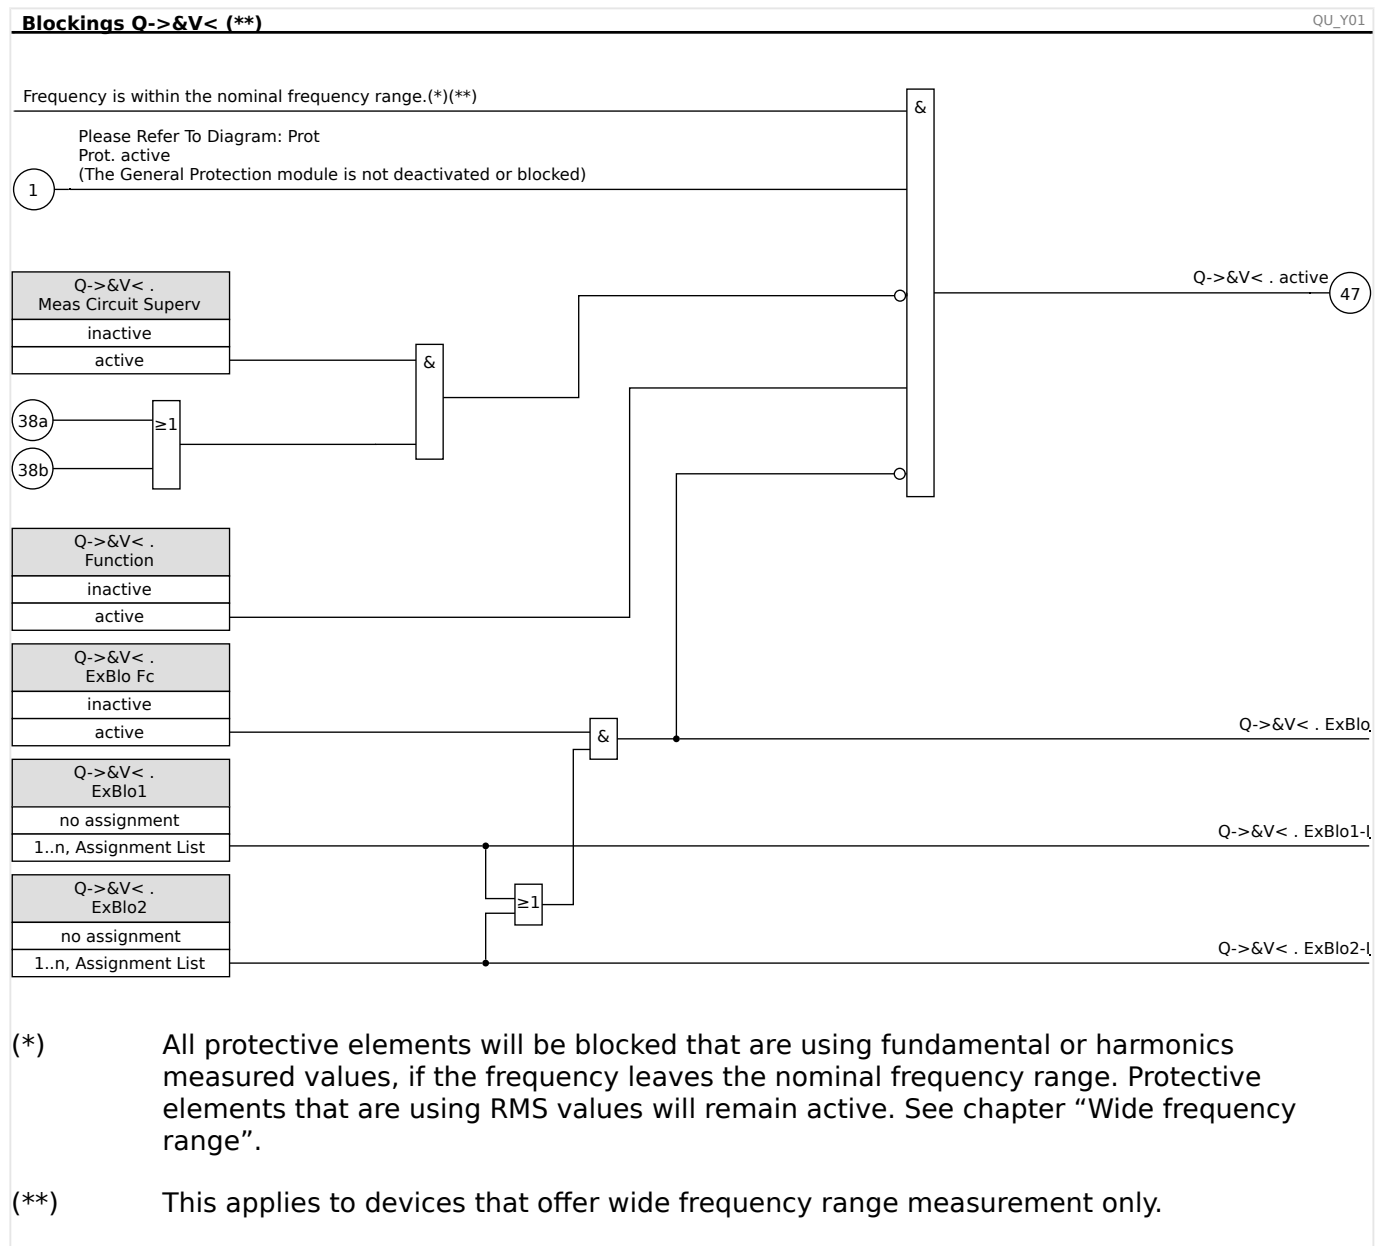 Blockings Q->&V< (**)
QU_Y01
Frequency is within the nominal frequency range.(*)(**)
&
Please Refer To Diagram: Prot
Prot. active
(The General Protection module is not deactivated or blocked)
1
Q->&V< .
Meas Circuit Superv
inactive
active
&
Q->&V< . active
47
38a
≥1
38b
Q->&V< .
Function
inactive
active
Q->&V< .
ExBlo Fc
inactive
active
&
Q->&V< . ExBlo
Q->&V< .
ExBlo1
no assignment
1..n, Assignment List
Q->&V< . ExBlo1-I
Q->&V< .
ExBlo2
≥1
no assignment
1..n, Assignment List
Q->&V< . ExBlo2-I
(*) All protective elements will be blocked that are using fundamental or harmonics
measured values, if the frequency leaves the nominal frequency range. Protective
elements that are using RMS values will remain active. See chapter “Wide frequency
range”.
(**) This applies to devices that offer wide frequency range measurement only.